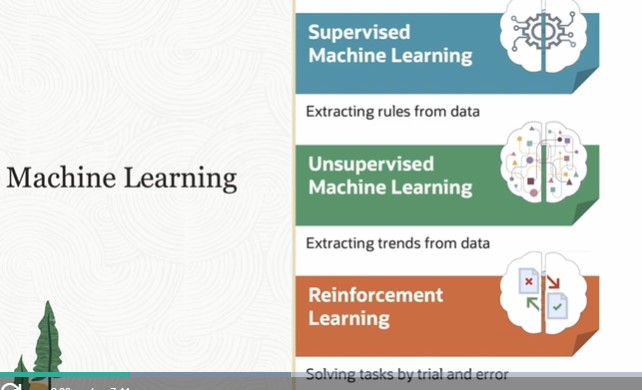 Machine Learning
Supervised
Machine Learning
Extracting rules from data
Unsupervised
Machine Learning
Extracting trends from data
Reinforcement
Learning
Solving tasks by trial and error